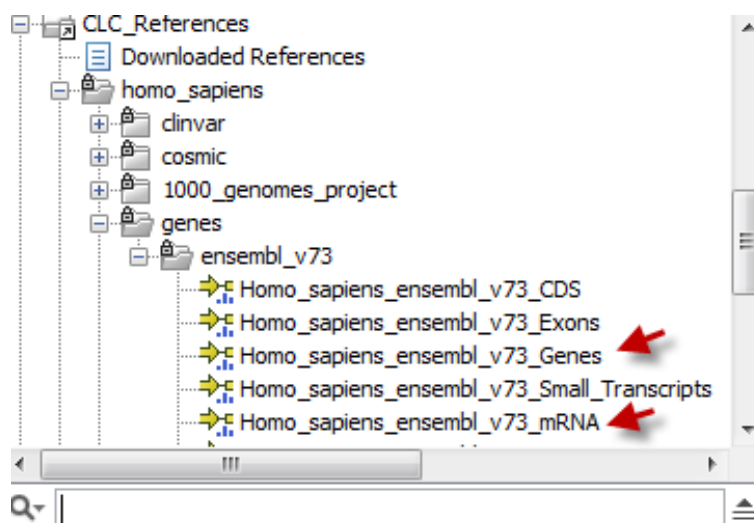 CLC_References
Downloaded References
homo_sapiens
clinvar
cosmic
1000_genomes_project
genes
ensembl_v73
Homo_sapiens_ensembl_v73_CDS
Homo_sapiens_ensembl_v73_Exons
Homo_sapiens_ensembl_v73_Genes
Homo_sapiens_ensembl_v73_Small_Transcripts
Homo_sapiens_ensembl_v73_mRNA